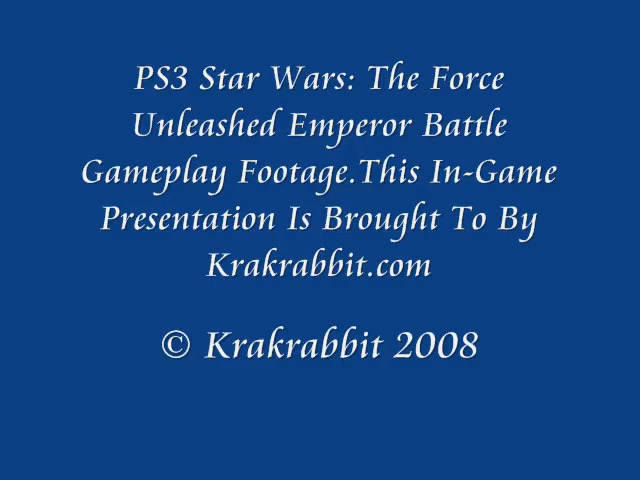 PS3 Star Wars: The Force
Unleashed Emperor Battle
Gameplay Footage.This In-Game
Presentation Is Brought To By
Krakrabbit.com
© Krakrabbit 2008